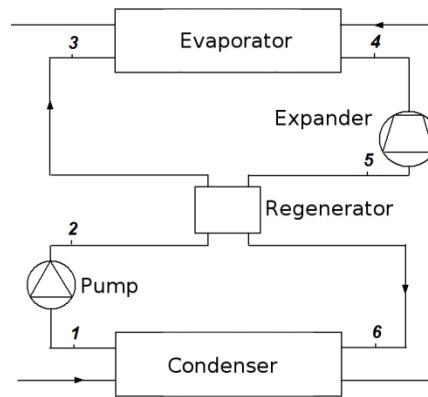 3
Evaporator
4
Expander
5
Regenerator
2
Pump
1
Condenser
6